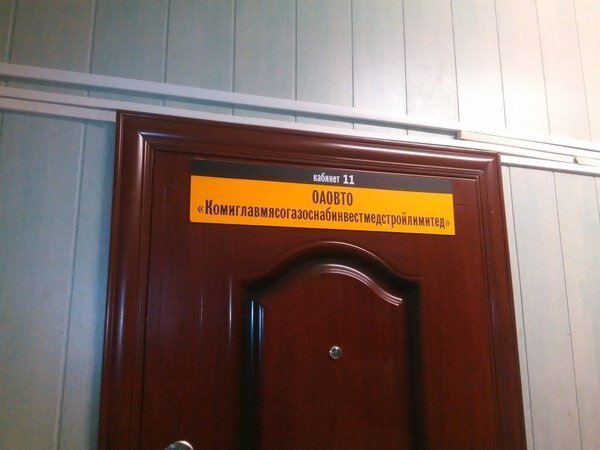 кабинет 11
ОАОВТО
«Комиглавмясогазоснабинвестмедстройлимитед»